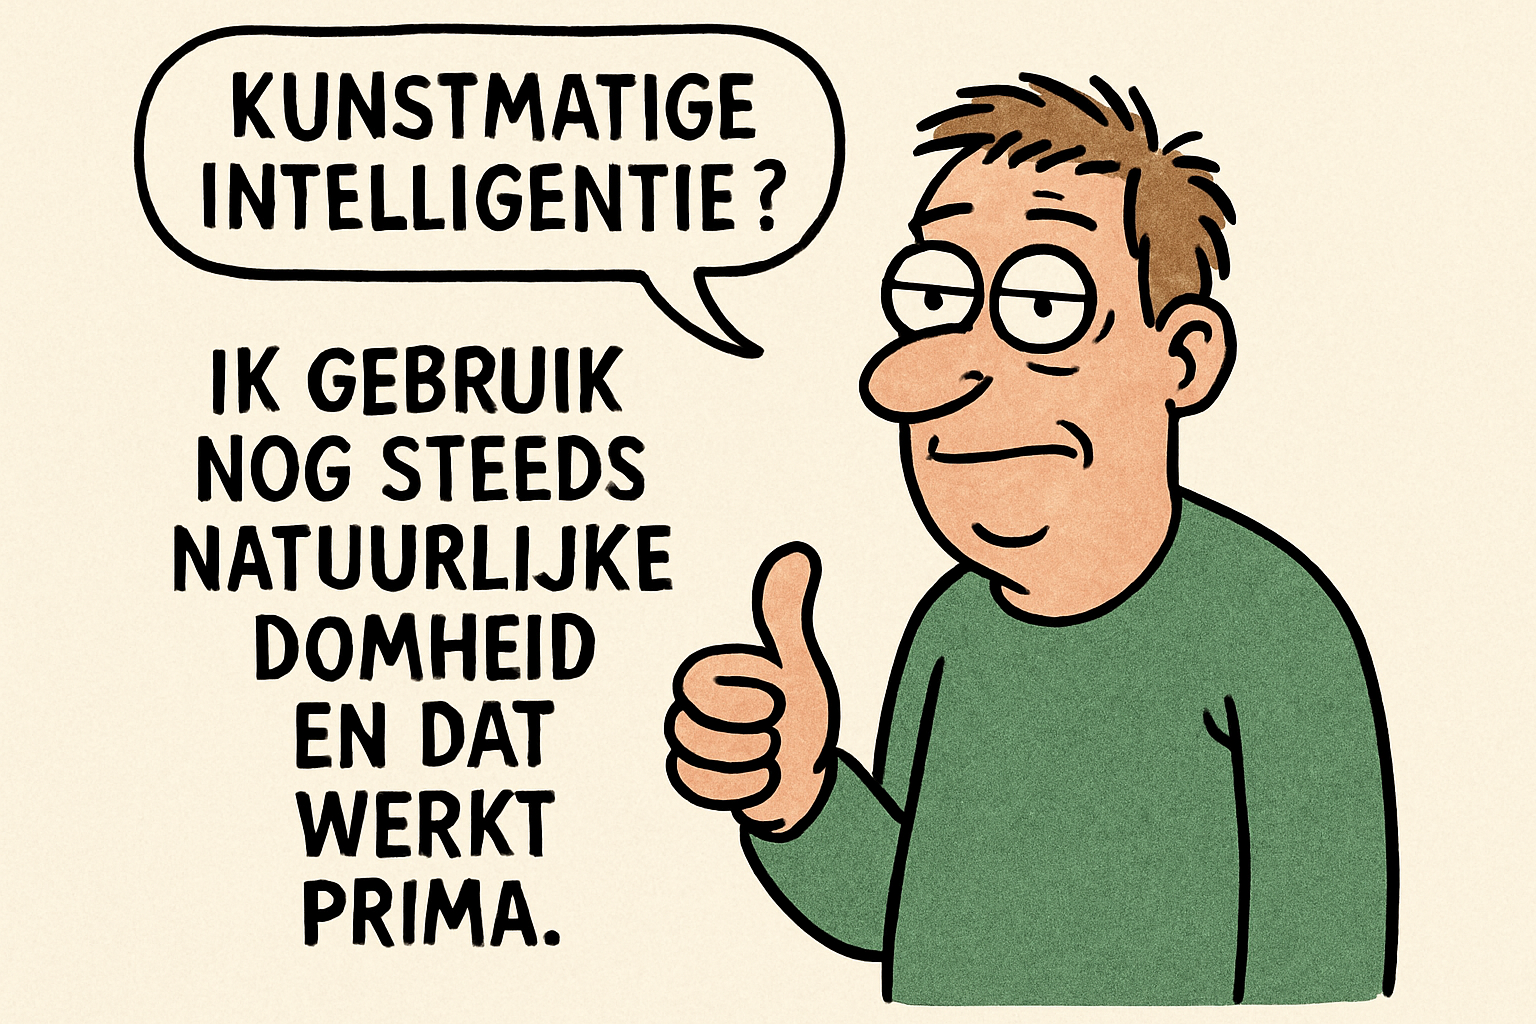 KUNSTMATIGE
INTELLIGENTIE?
IK GEBRUIK
NOG STEEDS
NATUURLIJKE
DOMHEID
EN DAT
WERKT
PRIMA.